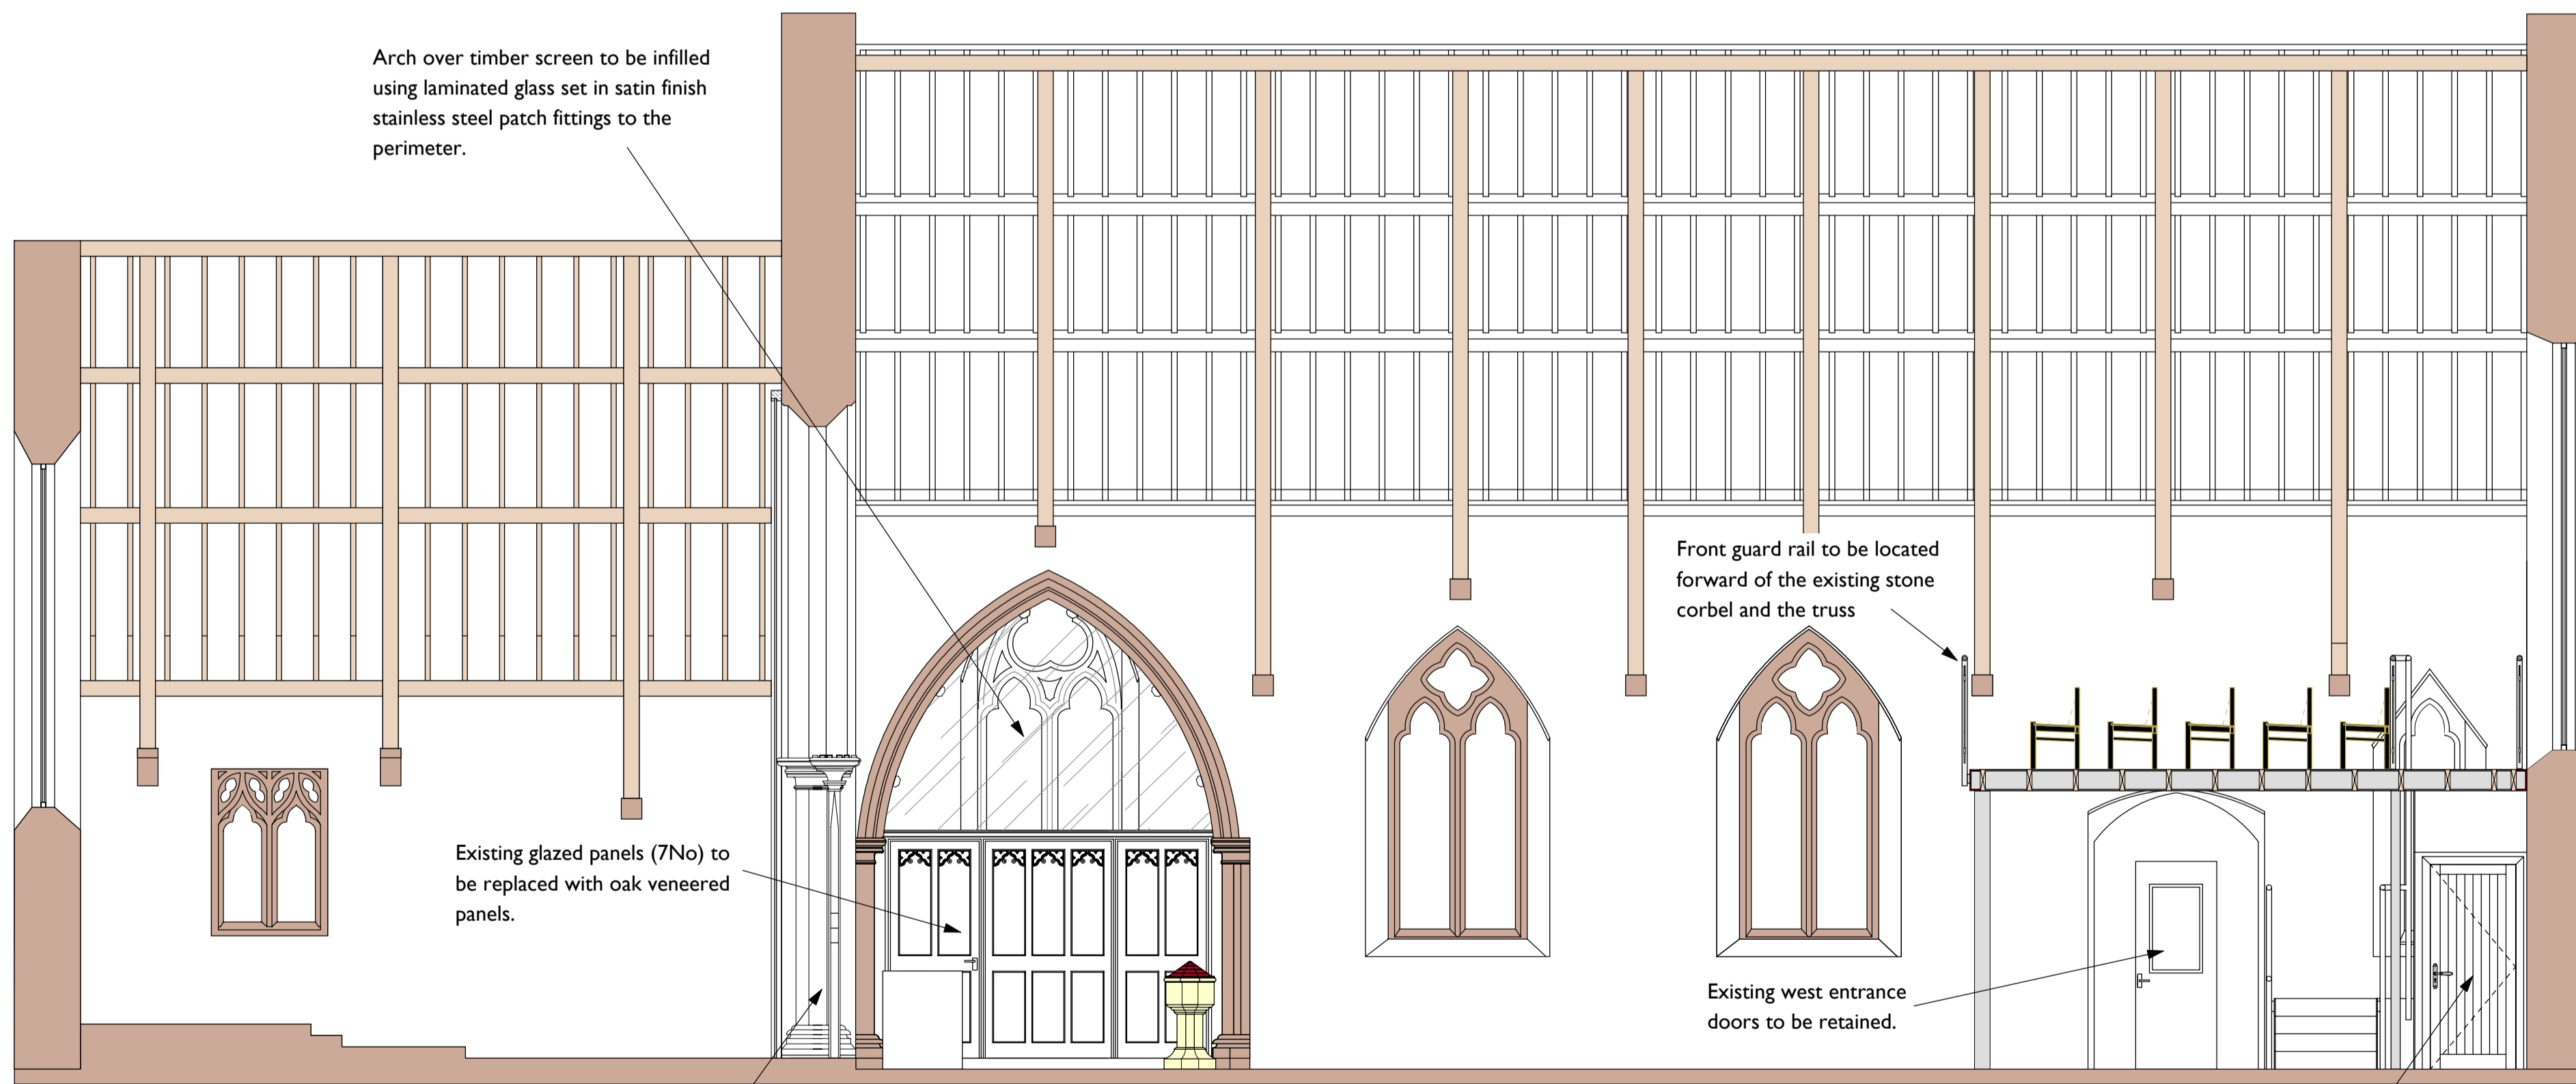 Arch over timber screen to be infilled
using laminated glass set in satin finish
stainless steel patch fittings to the
perimeter.
Front guard rail to be located
forward of the existing stone
corbel and the truss
Existing glazed panels (7No) to
be replaced with oak veneered
panels.
Existing west entrance
doors to be retained.